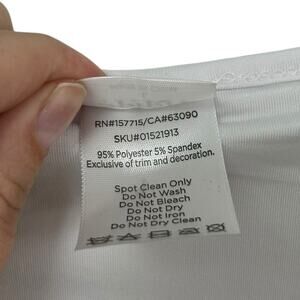 RN#157715/CA#63090
SKU#01521913
95% Polyester 5% Spandex
Exclusive of trim and decoration.
Spot Clean Only
Do Not Wash
Do Not Bleach
Do Not Dry
Do Not Iron
Do Not Dry Clean